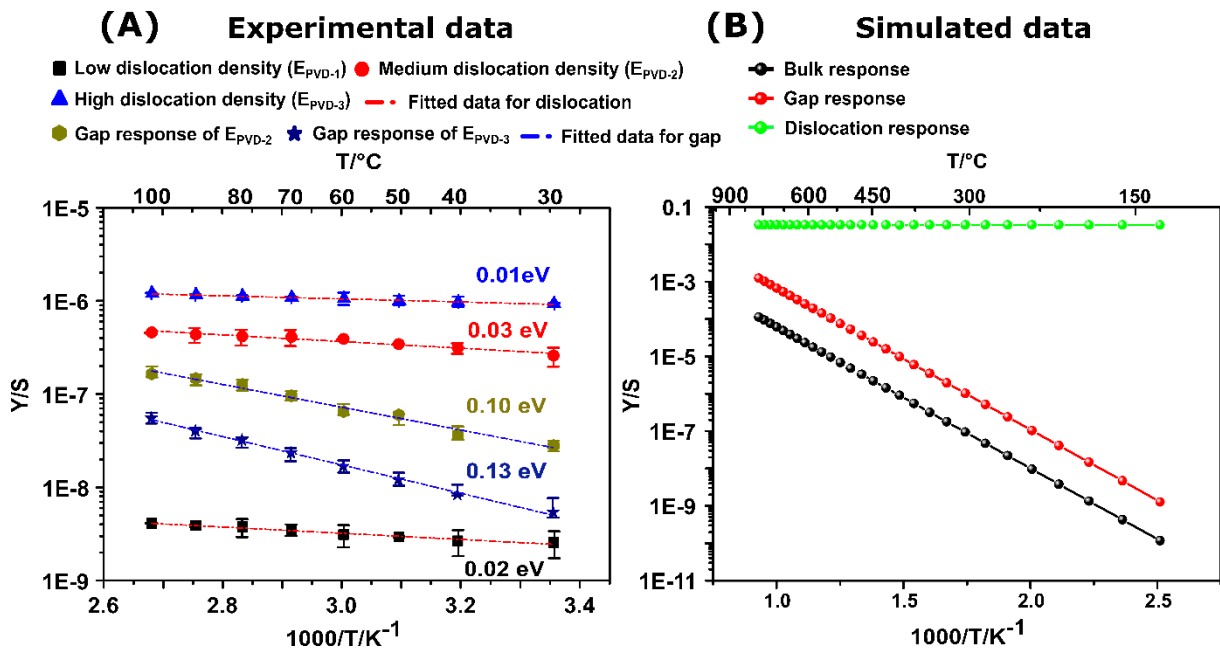 (A) Experimental data
Low dislocation density (EPVD-1) Medium dislocation density (EPVD-2)
High dislocation density (EPVD-3) Fitted data for dislocation
Gap response of EPVD-2 Gap response of EPVD-3 Fitted data for gap
T/°C
100 80 70 60 50 40 30
1E-5
1E-6
1E-7
1E-8
1E-9
Y/S
0.01eV
0.03 eV
0.10 eV
0.13 eV
0.02 eV
2.6 2.8 3.0 3.2 3.4
1000/T/K-1
(B) Simulated data
Bulk response
Gap response
Dislocation response
T/°C
900 600 450 300 150
0.1
1E-3
1E-5
1E-7
1E-9
1E-11
Y/S
1.0 1.5 2.0 2.5
1000/T/K-1